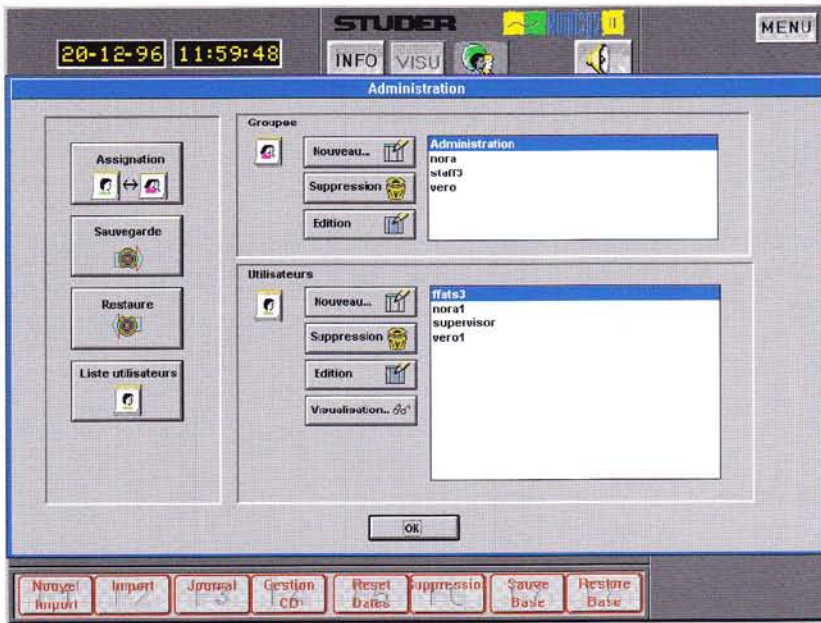 STUDER
MENU
20-12-96 11:59:48
INFO VISU
Administration
Assignation
Sauvegarde
Restaure
Liste utilisateurs
Groupes
Nouveau...
Suppression
Edition
Administration
nora
staff3
vero
Utilisateurs
Nouveau...
Suppression
Edition
Visualisation..
ffats3
nora1
supervisor
vero1
OK
Nouvel Import
Import
Journal
Gestion CD
Reset Dates
Suppression
Sauve Base
Restore Base